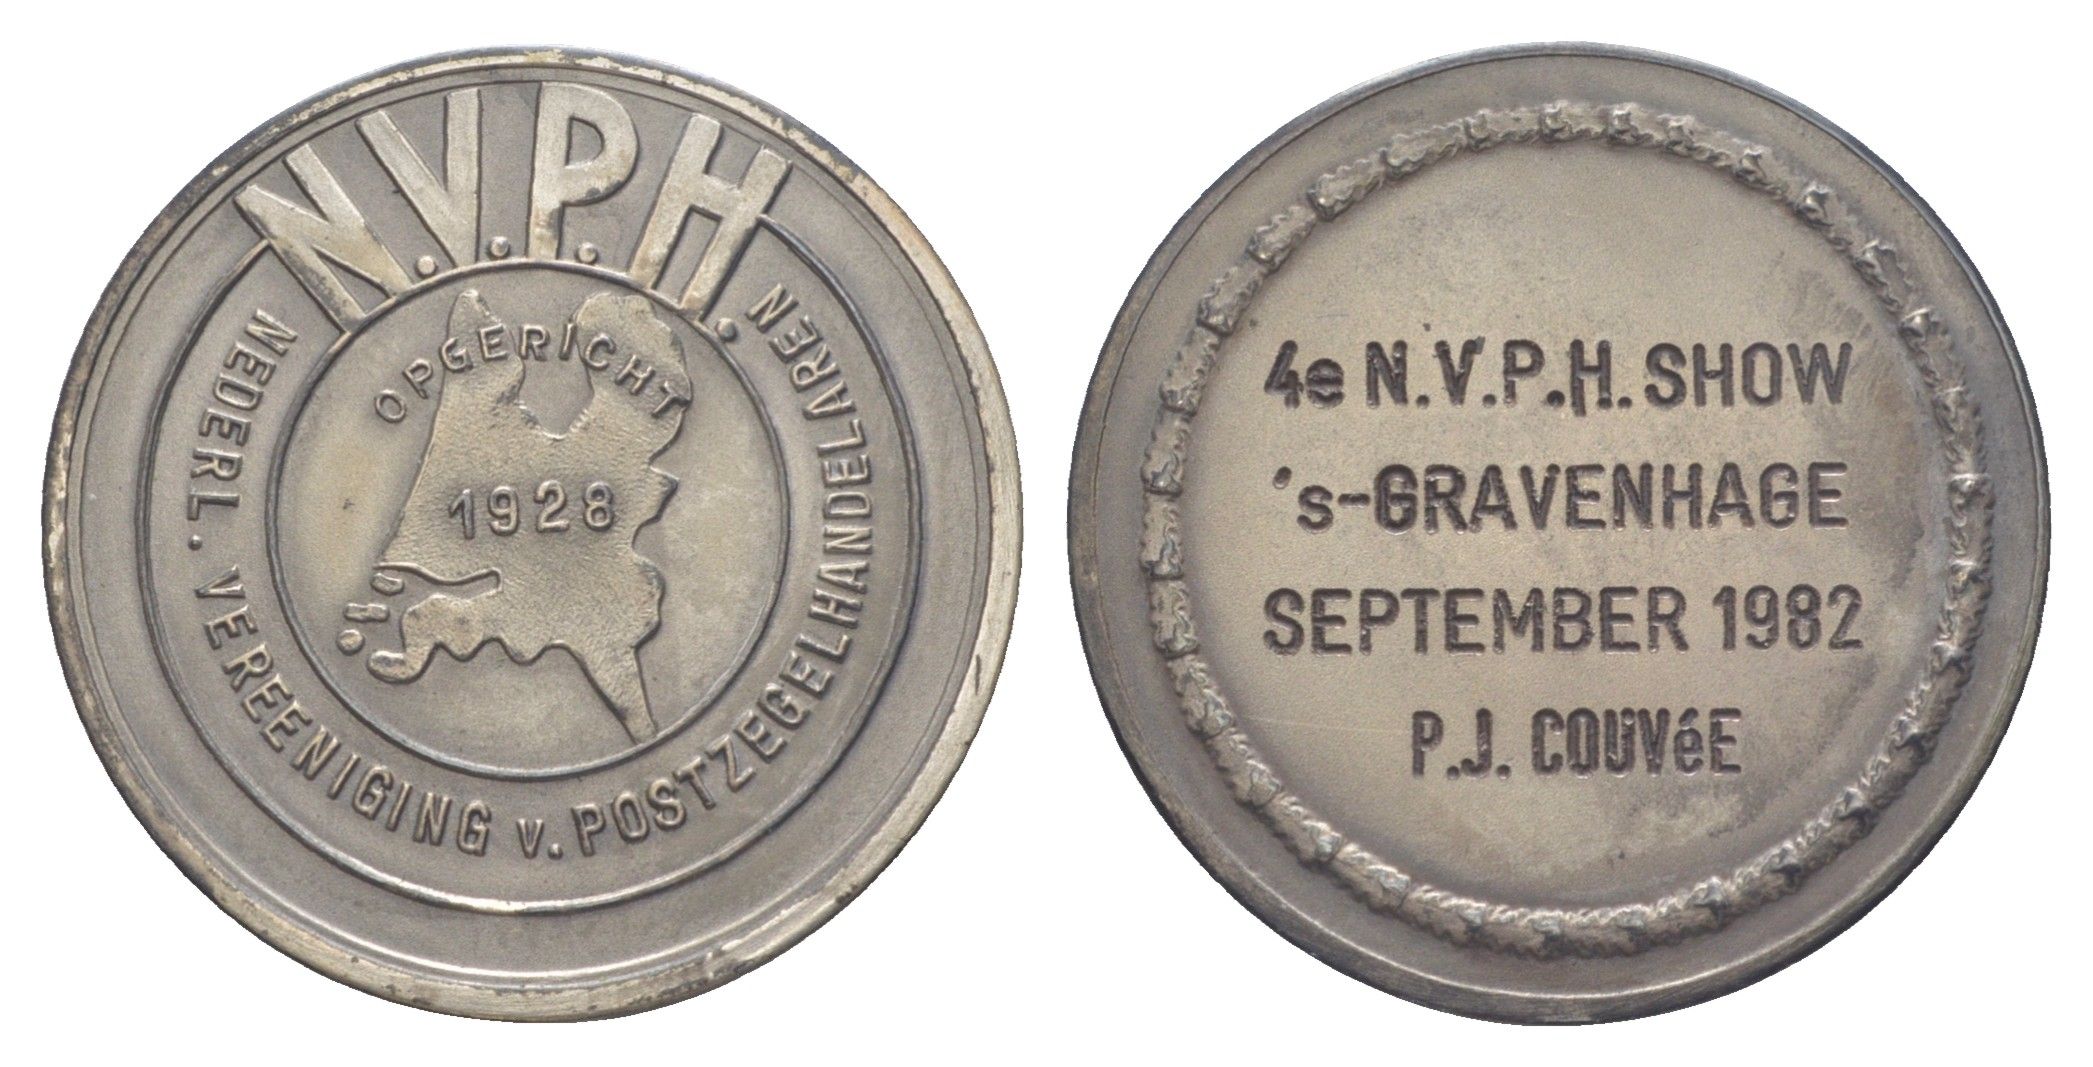 N.V.P.H.
NEDERL. VEREENIGING v. POSTZEGELHANDELAREN
OPGERICHT
1928
4e N.V.P.H. SHOW
's-GRAVENHAGE
SEPTEMBER 1982
P.J. COUVéE